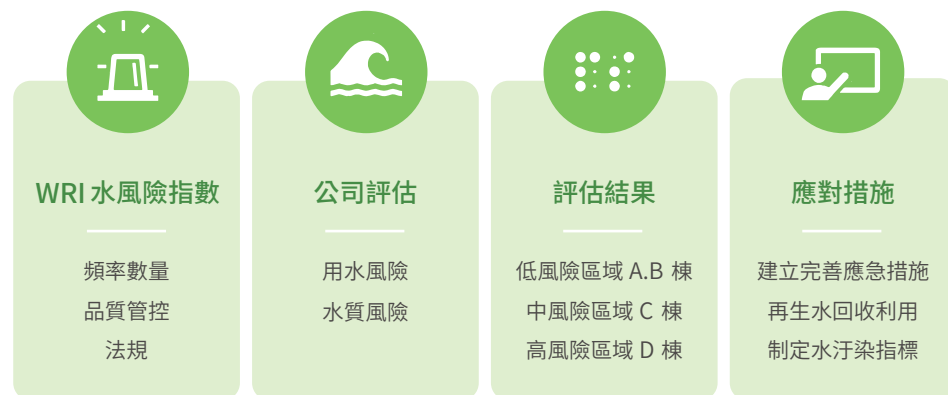 WRI 水風險指數
頻率數量
品質管控
法規
公司評估
用水風險
水質風險
評估結果
低風險區域 A.B 棟
中風險區域 C 棟
高風險區域 D 棟
應對措施
建立完善應急措施
再生水回收利用
制定水汙染指標